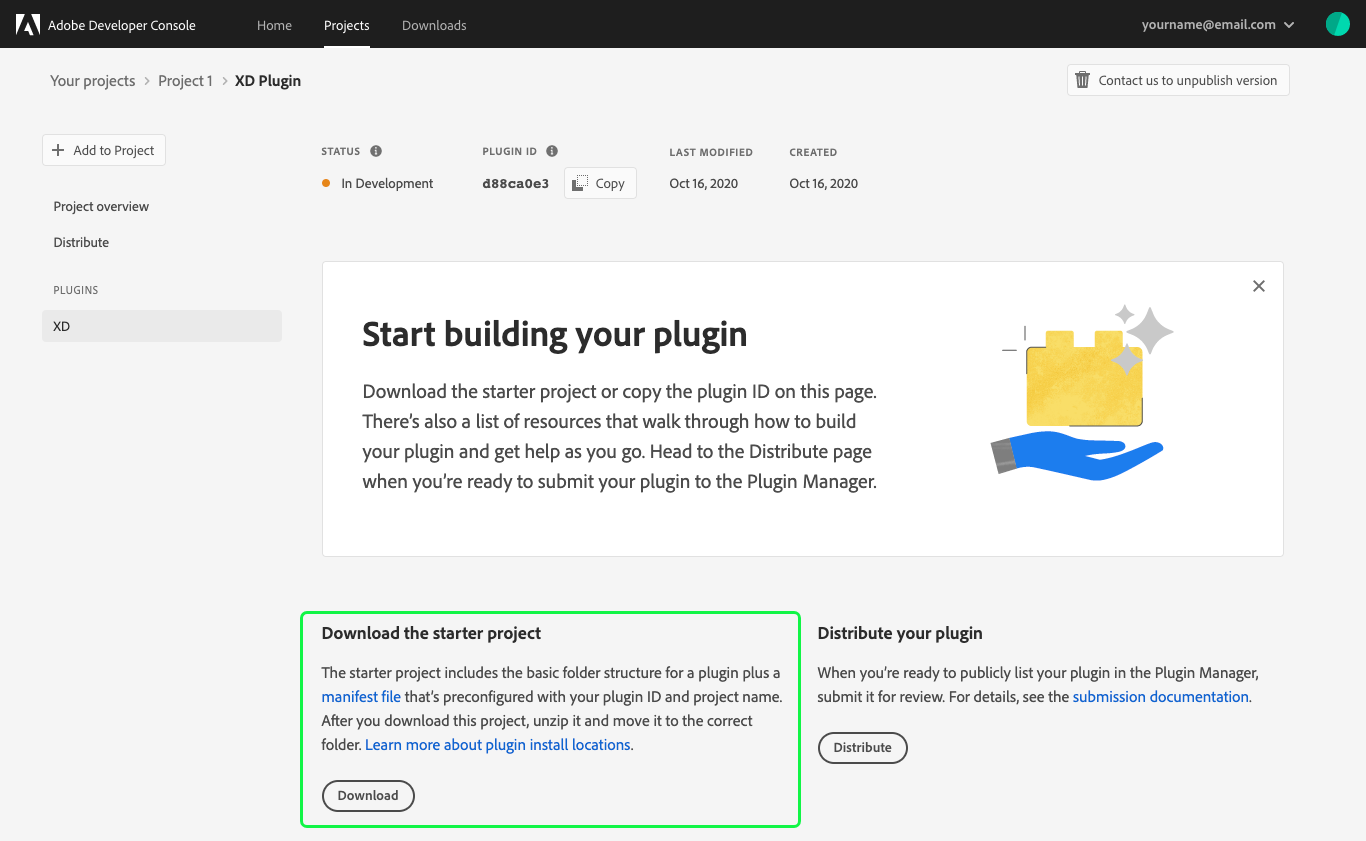 Adobe Developer Console
Home
Projects
Downloads
yourname@email.com
Your projects > Project 1 > XD Plugin
Contact us to unpublish version
Add to Project
Project overview
Distribute
PLUGINS
XD
STATUS
In Development
PLUGIN ID
d88ca0e3
Copy
LAST MODIFIED
Oct 16, 2020
CREATED
Oct 16, 2020
Start building your plugin
Download the starter project or copy the plugin ID on this page.
There’s also a list of resources that walk through how to build
your plugin and get help as you go. Head to the Distribute page
when you’re ready to submit your plugin to the Plugin Manager.
Download the starter project
The starter project includes the basic folder structure for a plugin plus a
manifest file that’s preconfigured with your plugin ID and project name.
After you download this project, unzip it and move it to the correct
folder. Learn more about plugin install locations.
Download
Distribute your plugin
When you’re ready to publicly list your plugin in the Plugin Manager,
submit it for review. For details, see the submission documentation.
Distribute